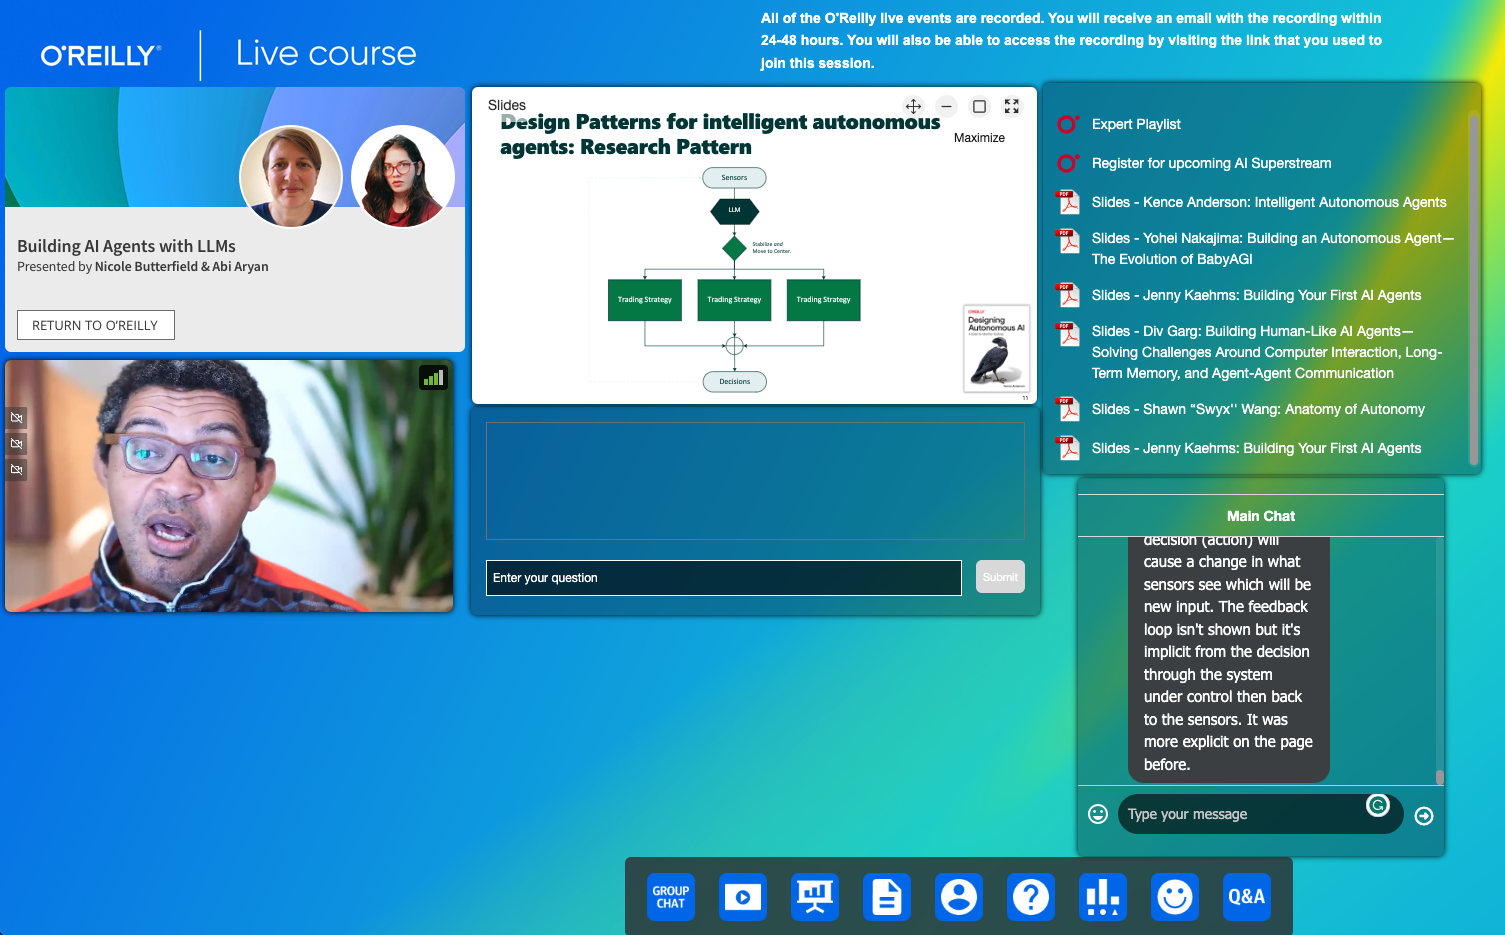 All of the O'Reilly live events are recorded. You will receive an email with the recording within
24-48 hours. You will also be able to access the recording by visiting the link that you used to
join this session.
O'REILLY®
Live course
Building AI Agents with LLMs
Presented by Nicole Butterfield & Abi Aryan
RETURN TO O'REILLY
Slides
Maximize
Design Patterns for intelligent autonomous
agents: Research Pattern
Sensors
LLM
Stabilize and
Move to Center.
Trading Strategy
Trading Strategy
Trading Strategy
Decisions
O'REILLY
Designing
Autonomous AI
11
Enter your question
Submit
Expert Playlist
Register for upcoming AI Superstream
PDF
Slides - Kence Anderson: Intelligent Autonomous Agents
PDF
Slides - Yohei Nakajima: Building an Autonomous Agent—
The Evolution of BabyAGI
PDF
Slides - Jenny Kaehms: Building Your First AI Agents
PDF
Slides - Div Garg: Building Human-Like AI Agents—
Solving Challenges Around Computer Interaction, Long-
Term Memory, and Agent-Agent Communication
PDF
Slides - Shawn “Swyx'' Wang: Anatomy of Autonomy
PDF
Slides - Jenny Kaehms: Building Your First AI Agents
Main Chat
decision (action) will
cause a change in what
sensors see which will be
new input. The feedback
loop isn't shown but it's
implicit from the decision
through the system
under control then back
to the sensors. It was
more explicit on the page
before.
Type your message
GROUP
CHAT
Q&A